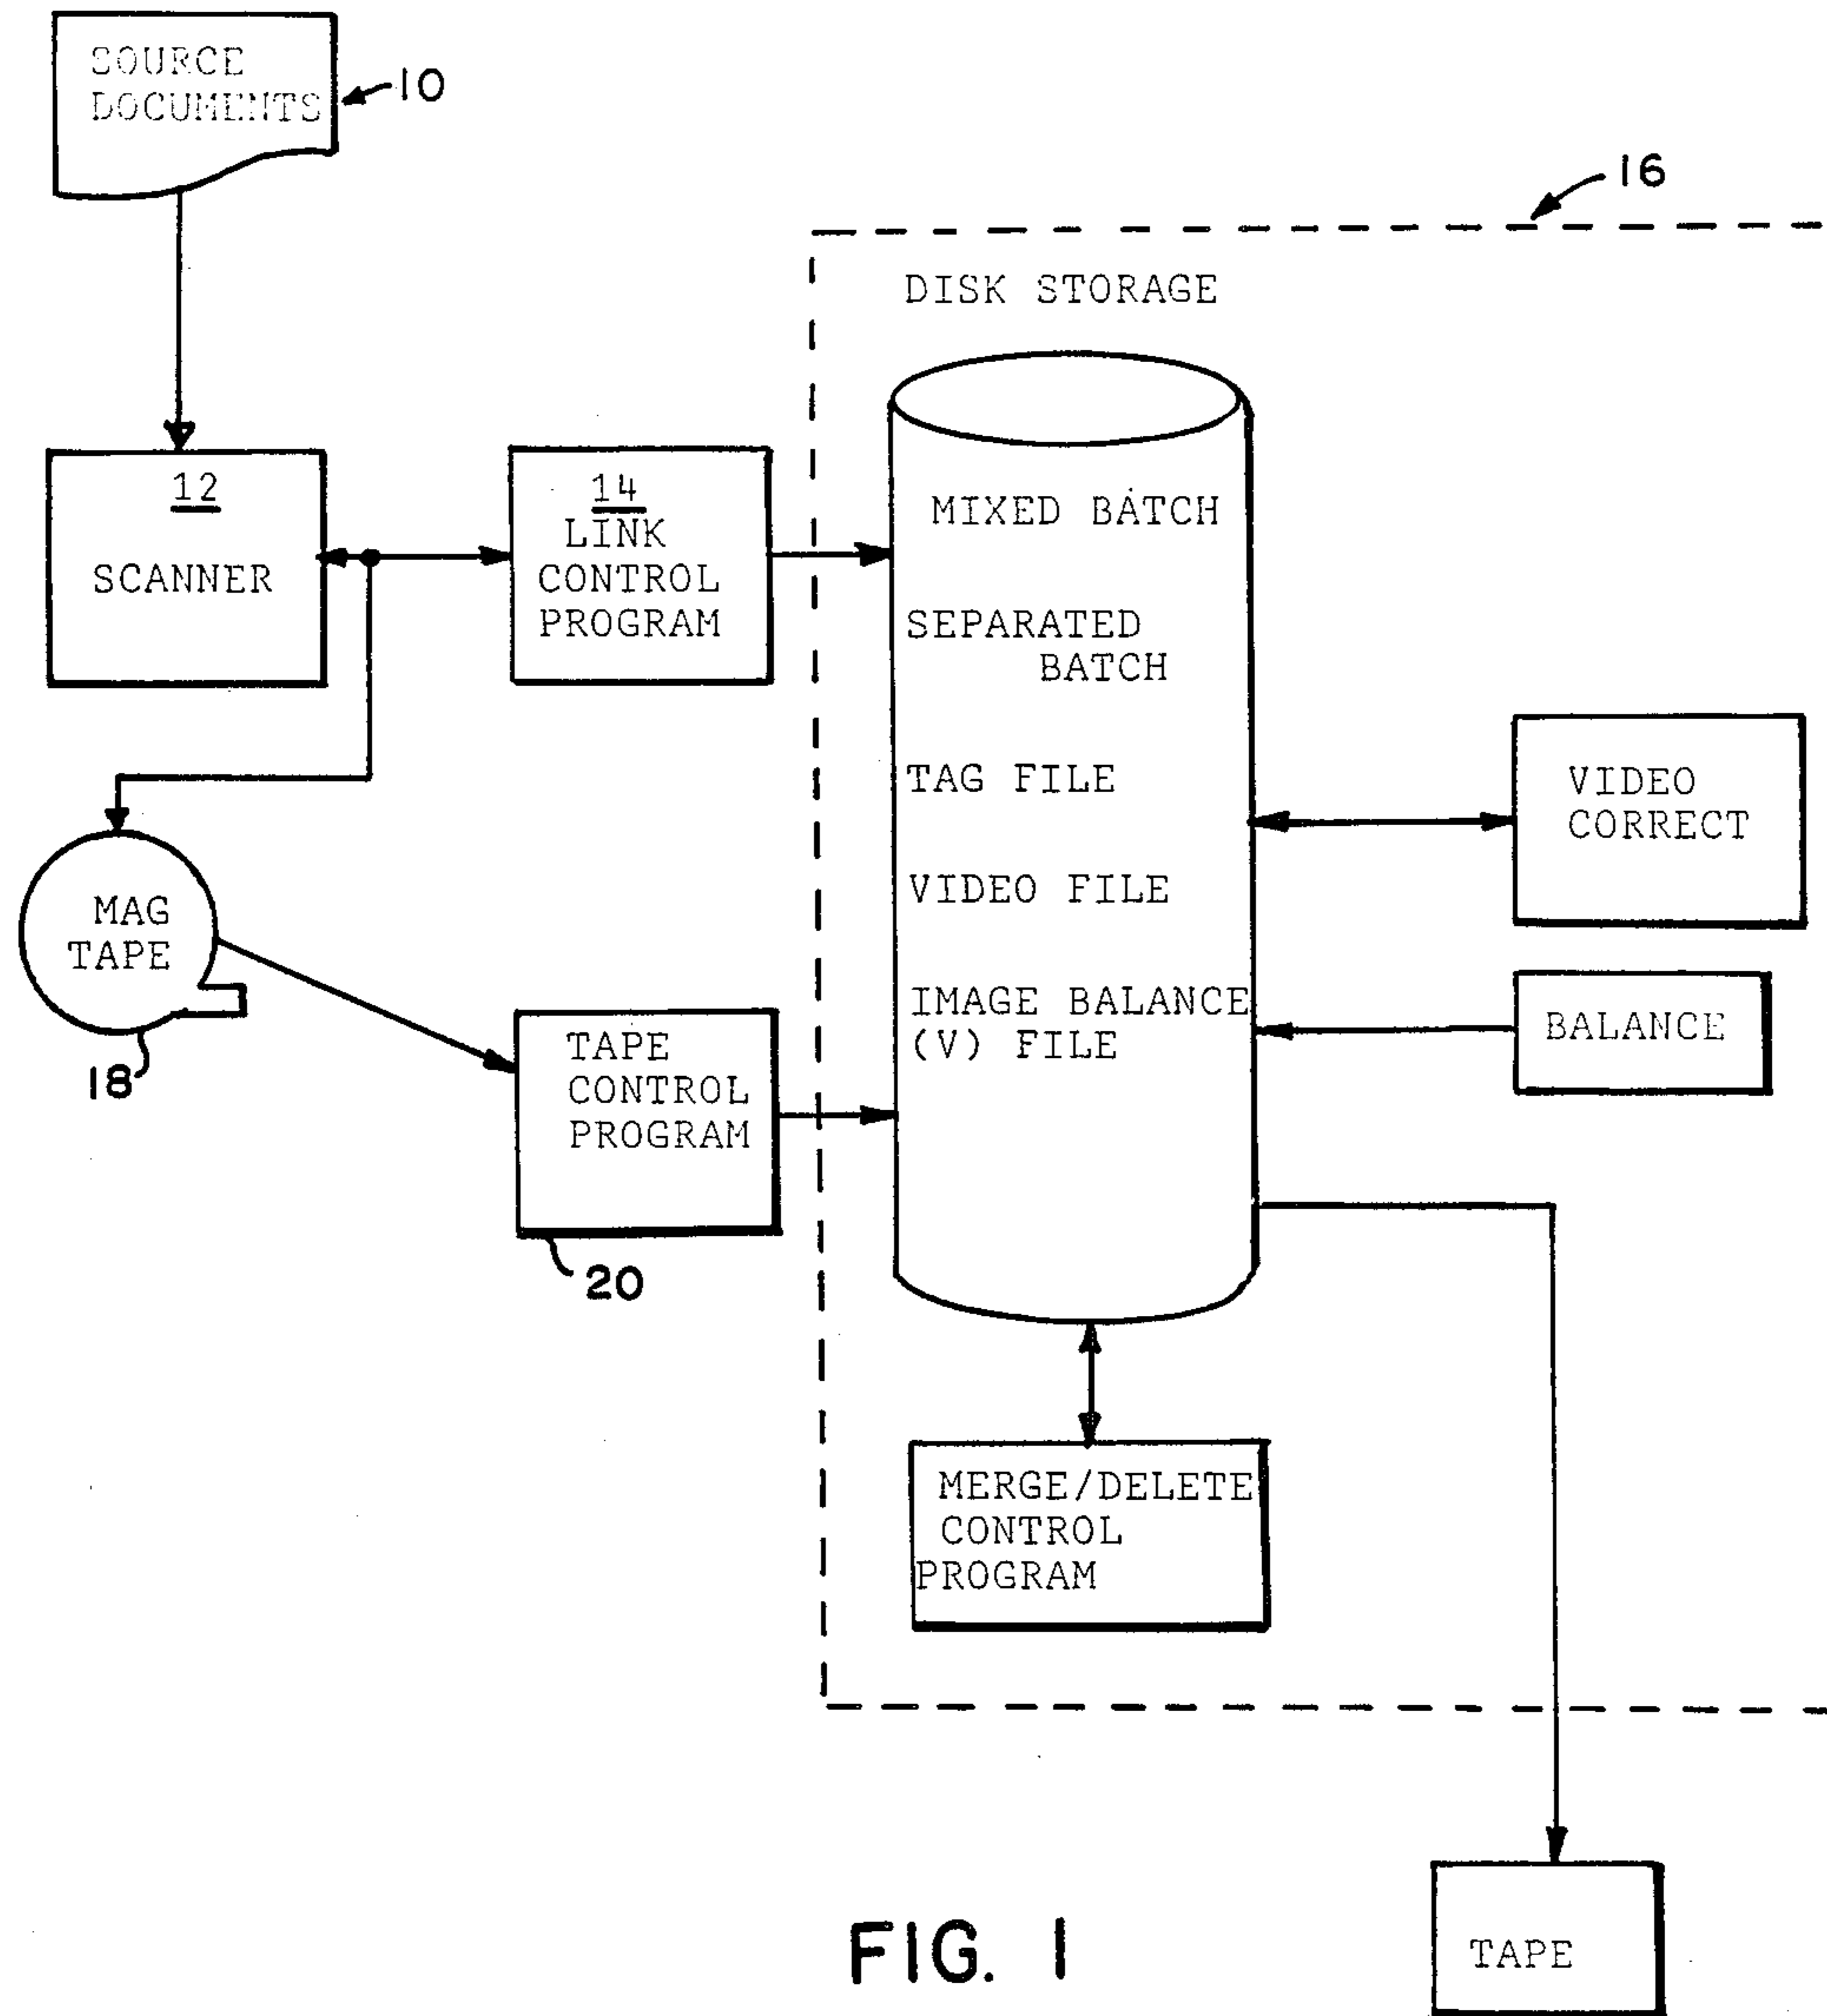 SOURCE
DOCUMENTS
10
16
DISK STORAGE
12
SCANNER
14
LINK
CONTROL
PROGRAM
MIXED BATCH
SEPARATED
BATCH
TAG FILE
VIDEO FILE
IMAGE BALANCE
(V) FILE
VIDEO
CORRECT
BALANCE
MAG
TAPE
18
TAPE
CONTROL
PROGRAM
20
MERGE/DELETE
CONTROL
PROGRAM
TAPE
FIG. 1